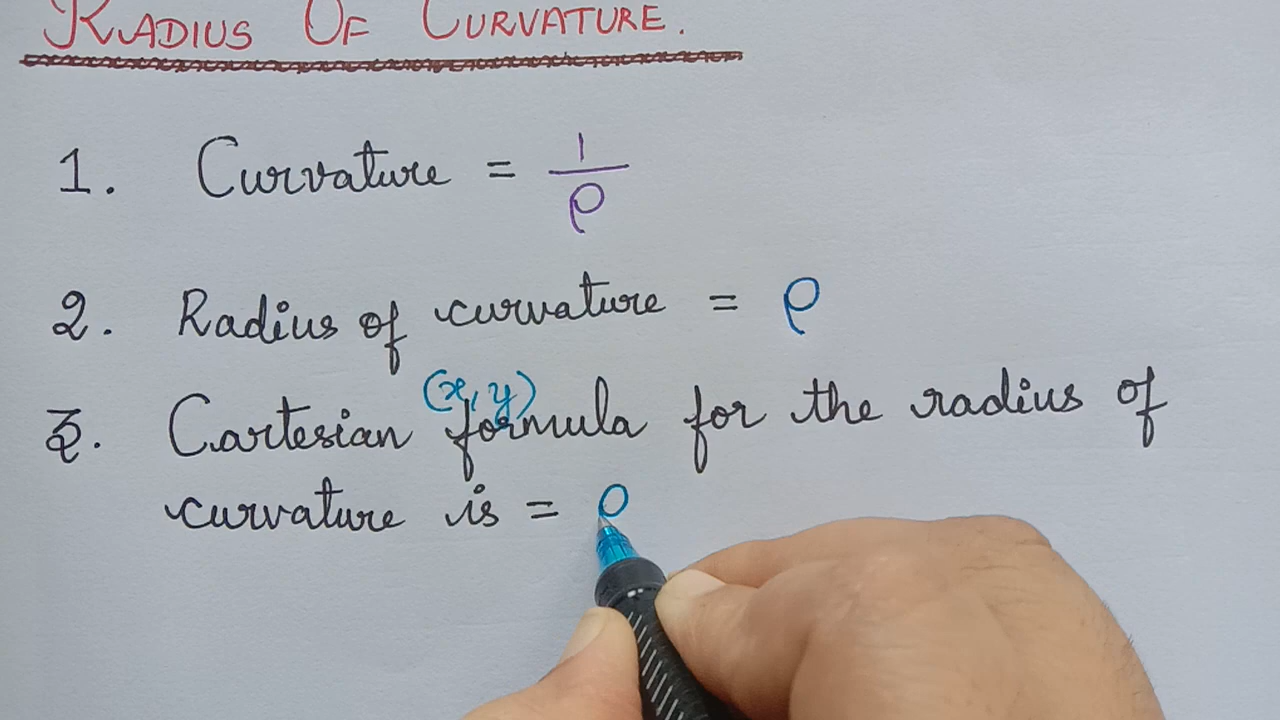 RADIUS OF CURVATURE.
1. Curvature = 1/ρ
2. Radius of curvature = ρ
(x, y)
3. Cartesian formula for the radius of
curvature is = ρ